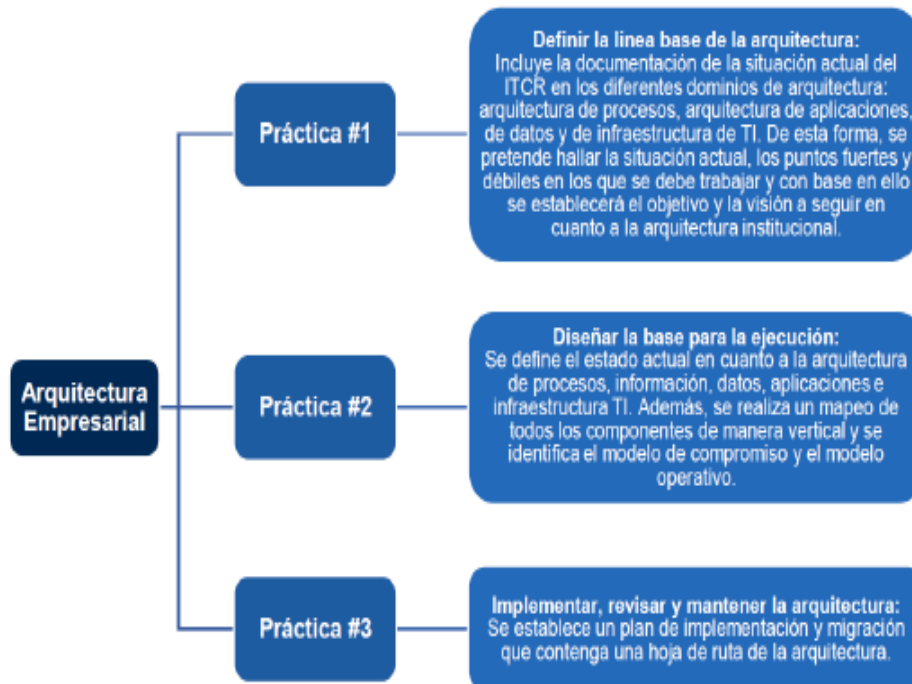 Arquitectura
Empresarial
Práctica #1
Definir la linea base de la arquitectura:
Incluye la documentación de la situación actual del
ITCR en los diferentes dominios de arquitectura:
arquitectura de procesos, arquitectura de aplicaciones,
de datos y de infraestructura de TI. De esta forma, se
pretende hallar la situación actual, los puntos fuertes y
débiles en los que se debe trabajar y con base en ello
se establecerá el objetivo y la visión a seguir en
cuanto a la arquitectura institucional.
Práctica #2
Diseñar la base para la ejecución:
Se define el estado actual en cuanto a la arquitectura
de procesos, información, datos, aplicaciones e
infraestructura TI. Además, se realiza un mapeo de
todos los componentes de manera vertical y se
identifica el modelo de compromiso y el modelo
operativo.
Práctica #3
Implementar, revisar y mantener la arquitectura:
Se establece un plan de implementación y migración
que contenga una hoja de ruta de la arquitectura.